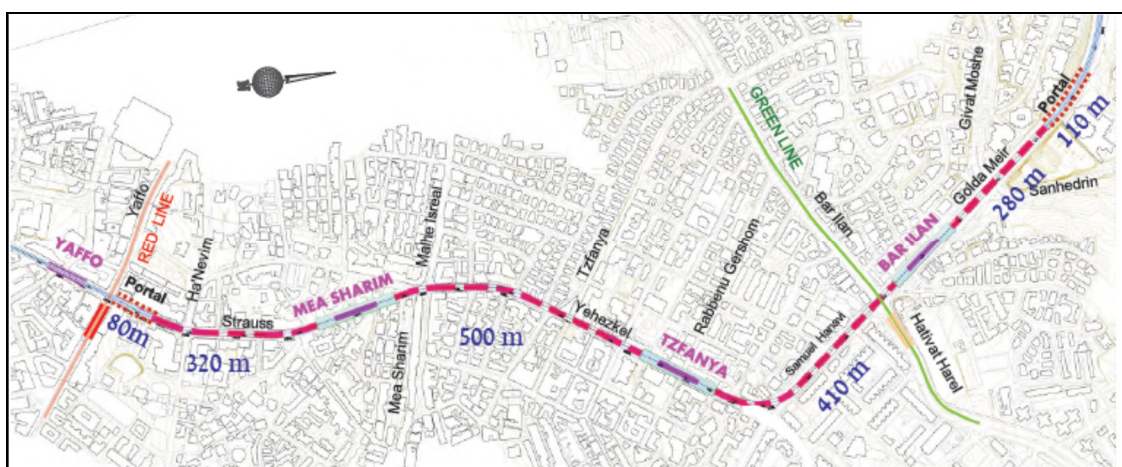 YAFFO
Yaffo
RED LINE
Portal
80m
Ha'Nevim
Strauss
320 m
MEA SHARIM
Malhe Isreal
Mea Sharim
500 m
Tzfanya
Yehezkel
TZFANYA
Rabbenu Gershom
Samuel Hanavi
410 m
GREEN LINE
Bar Ilan
BAR ILAN
Hativat Harel
Golda Meir
280 m
Givat Moshe
Sanhedrin
Portal
110 m